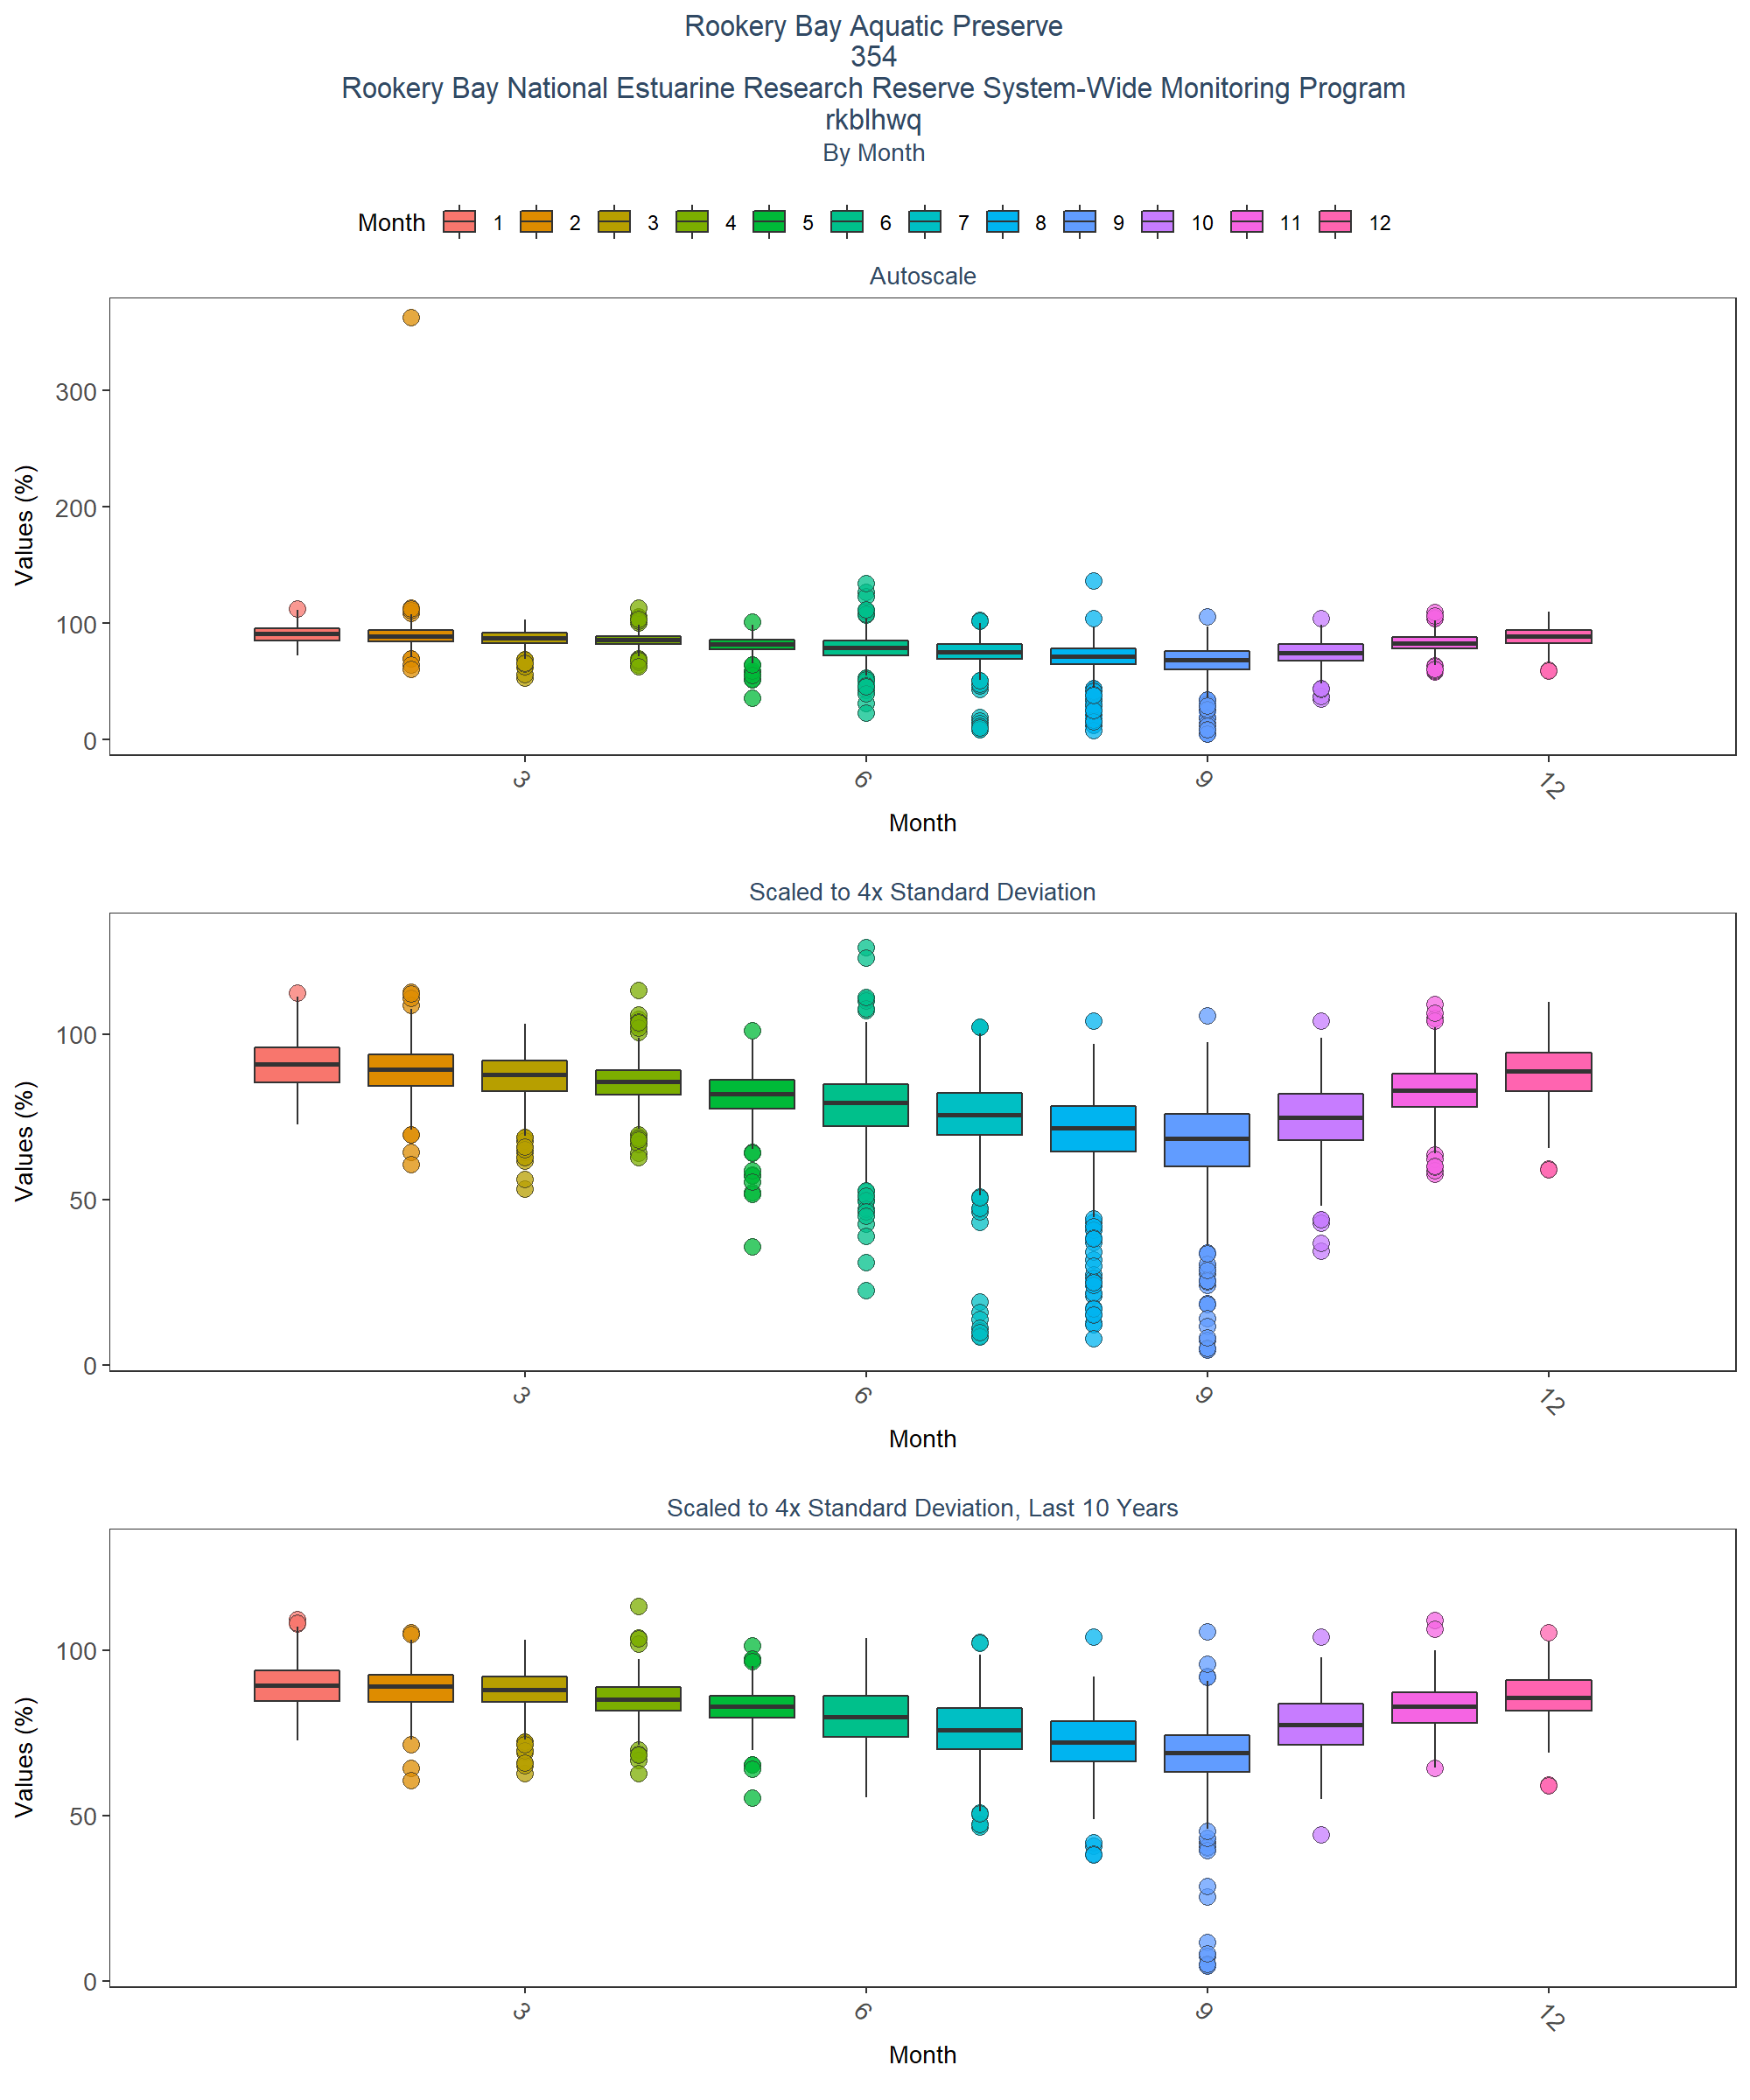 Rookery Bay Aquatic Preserve
354
Rookery Bay National Estuarine Research Reserve System-Wide Monitoring Program
rkblhwq
By Month
Month 1 2 3 4 5 6 7 8 9 10 11 12
Autoscale
Values (%)
300
200
100
0
3 6 9 12
Month
Scaled to 4x Standard Deviation
Values (%)
100
50
0
3 6 9 12
Month
Scaled to 4x Standard Deviation, Last 10 Years
Values (%)
100
50
0
3 6 9 12
Month